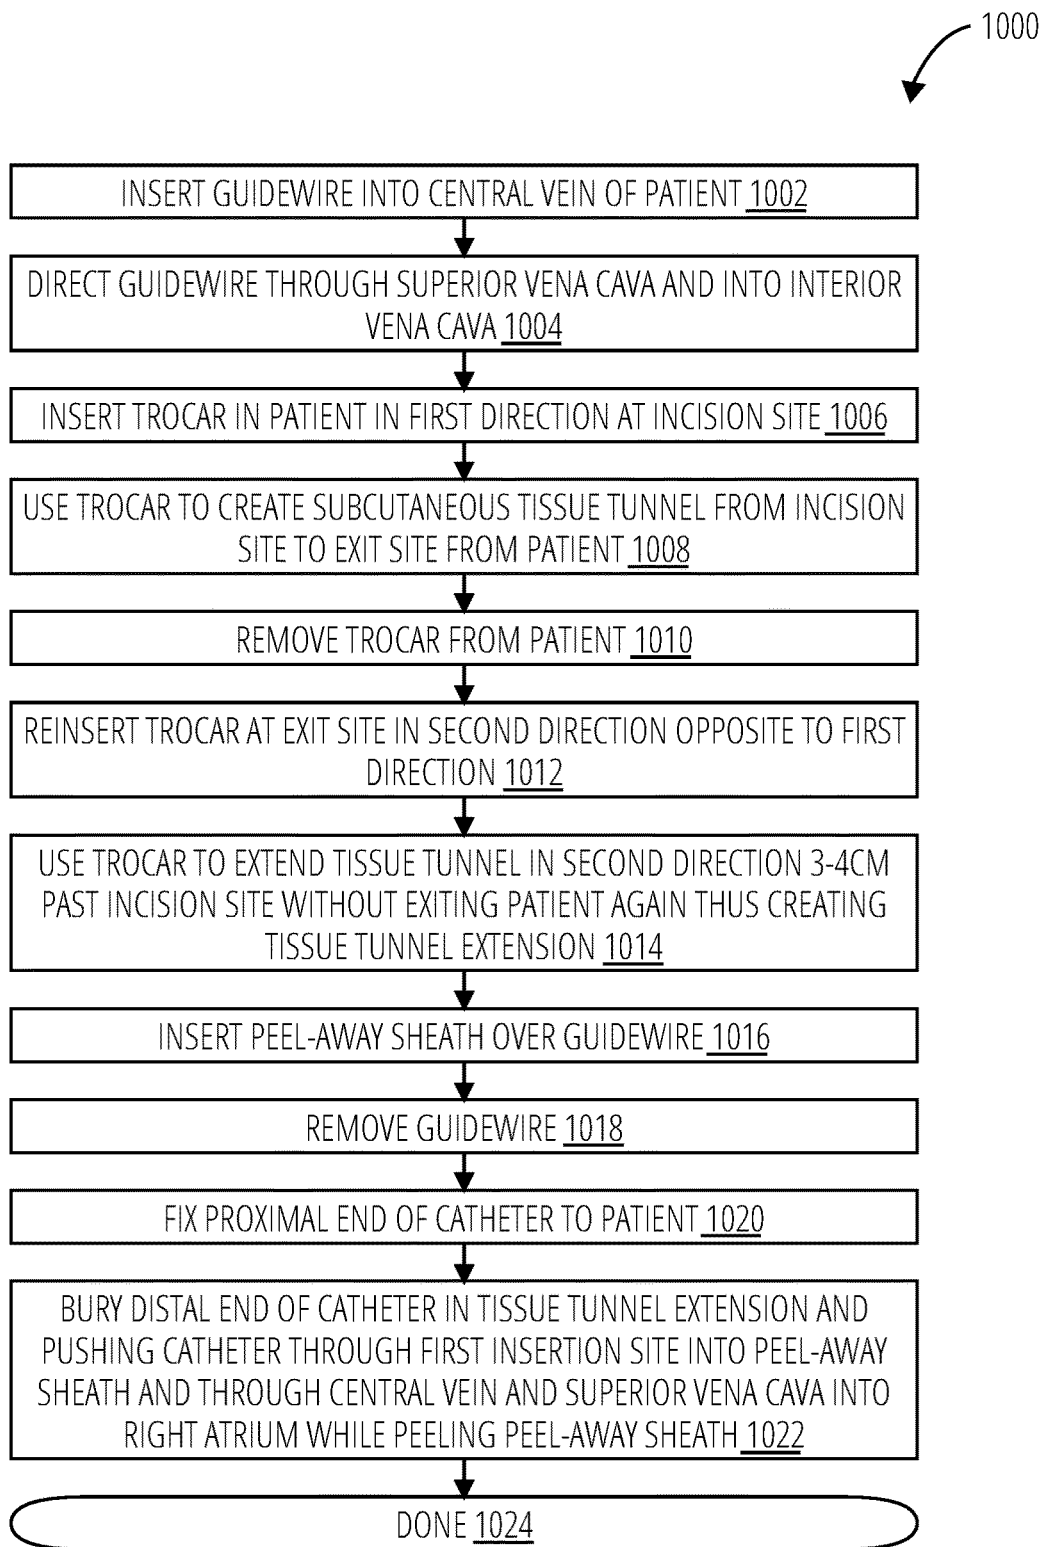 1000
INSERT GUIDEWIRE INTO CENTRAL VEIN OF PATIENT 1002
DIRECT GUIDEWIRE THROUGH SUPERIOR VENA CAVA AND INTO INTERIOR
VENA CAVA 1004
INSERT TROCAR IN PATIENT IN FIRST DIRECTION AT INCISION SITE 1006
USE TROCAR TO CREATE SUBCUTANEOUS TISSUE TUNNEL FROM INCISION
SITE TO EXIT SITE FROM PATIENT 1008
REMOVE TROCAR FROM PATIENT 1010
REINSERT TROCAR AT EXIT SITE IN SECOND DIRECTION OPPOSITE TO FIRST
DIRECTION 1012
USE TROCAR TO EXTEND TISSUE TUNNEL IN SECOND DIRECTION 3-4CM
PAST INCISION SITE WITHOUT EXITING PATIENT AGAIN THUS CREATING
TISSUE TUNNEL EXTENSION 1014
INSERT PEEL-AWAY SHEATH OVER GUIDEWIRE 1016
REMOVE GUIDEWIRE 1018
FIX PROXIMAL END OF CATHETER TO PATIENT 1020
BURY DISTAL END OF CATHETER IN TISSUE TUNNEL EXTENSION AND
PUSHING CATHETER THROUGH FIRST INSERTION SITE INTO PEEL-AWAY
SHEATH AND THROUGH CENTRAL VEIN AND SUPERIOR VENA CAVA INTO
RIGHT ATRIUM WHILE PEELING PEEL-AWAY SHEATH 1022
DONE 1024